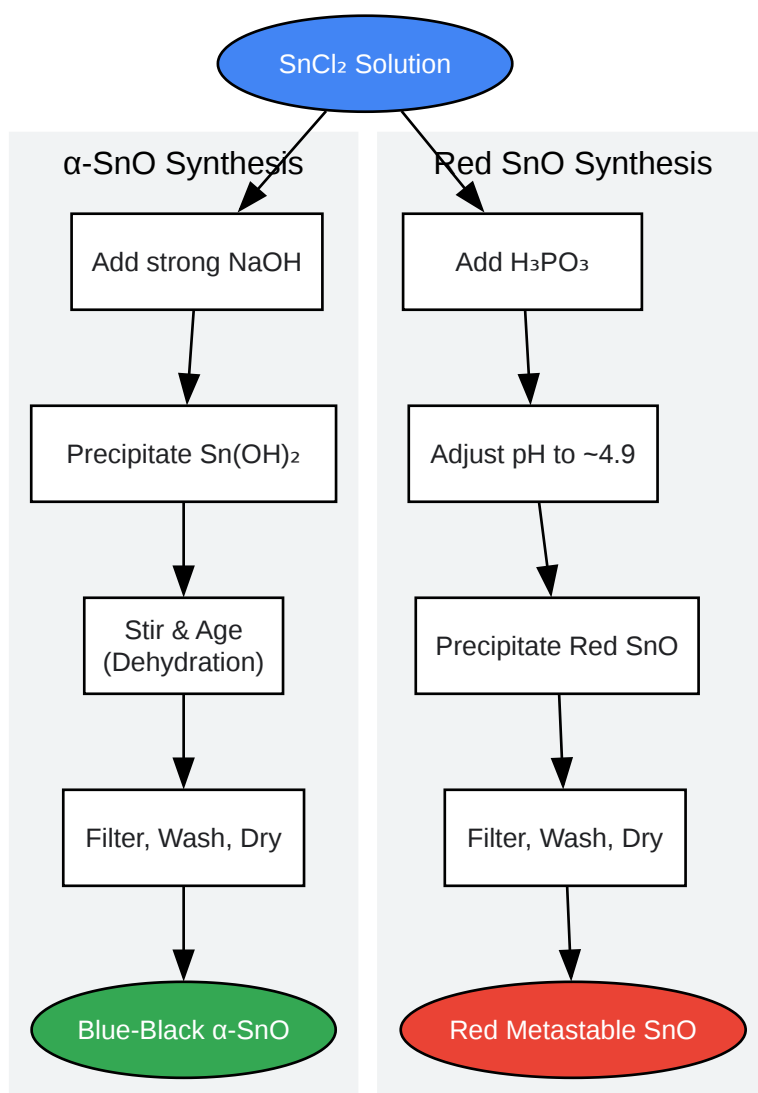 SnCl₂ Solution
α-SnO Synthesis
Add strong NaOH
Precipitate Sn(OH)₂
Stir & Age
(Dehydration)
Filter, Wash, Dry
Blue-Black α-SnO
Red SnO Synthesis
Add H₃PO₃
Adjust pH to ~4.9
Precipitate Red SnO
Filter, Wash, Dry
Red Metastable SnO